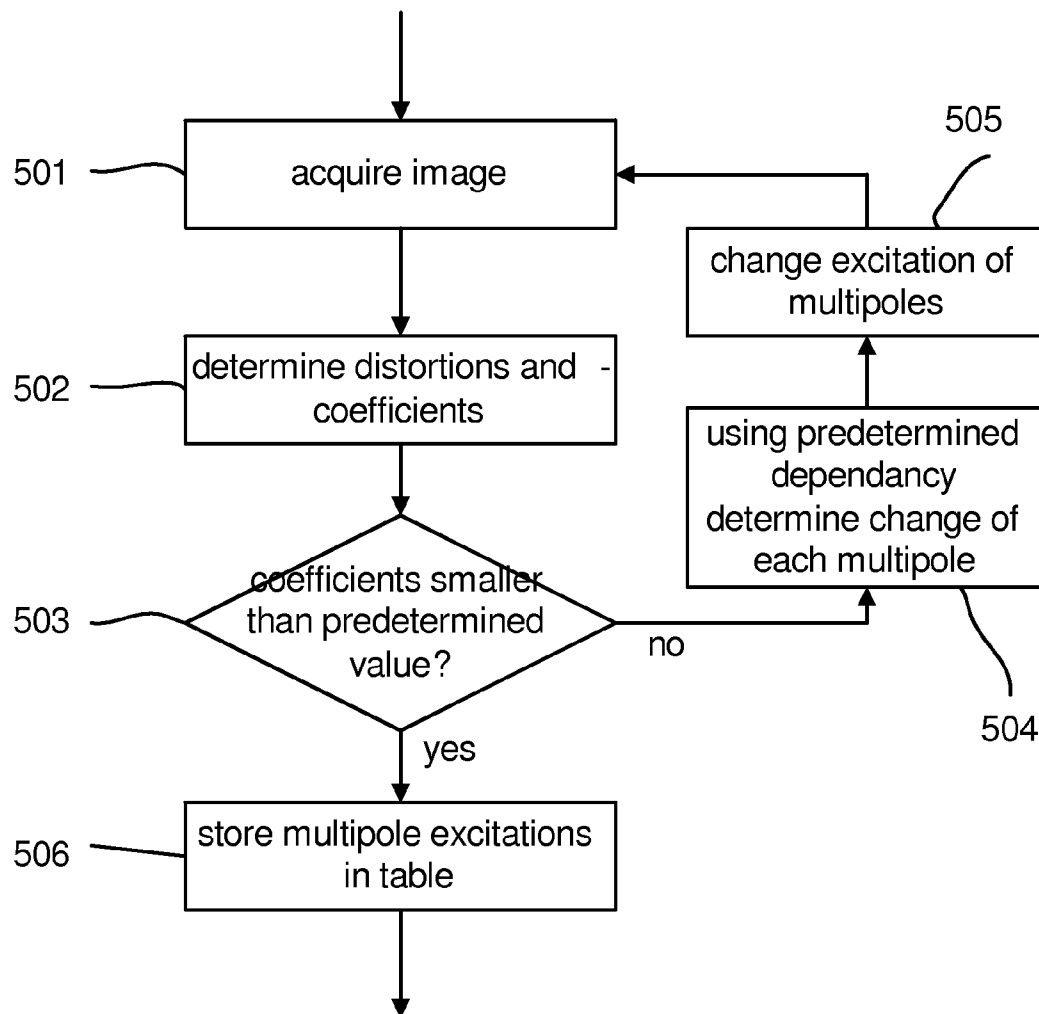 501
acquire image
505
change excitation of
multipoles
502
determine distortions and -
coefficients
using predetermined
dependancy
determine change of
each multipole
503
coefficients smaller
than predetermined
value?
no
504
yes
506
store multipole excitations
in table